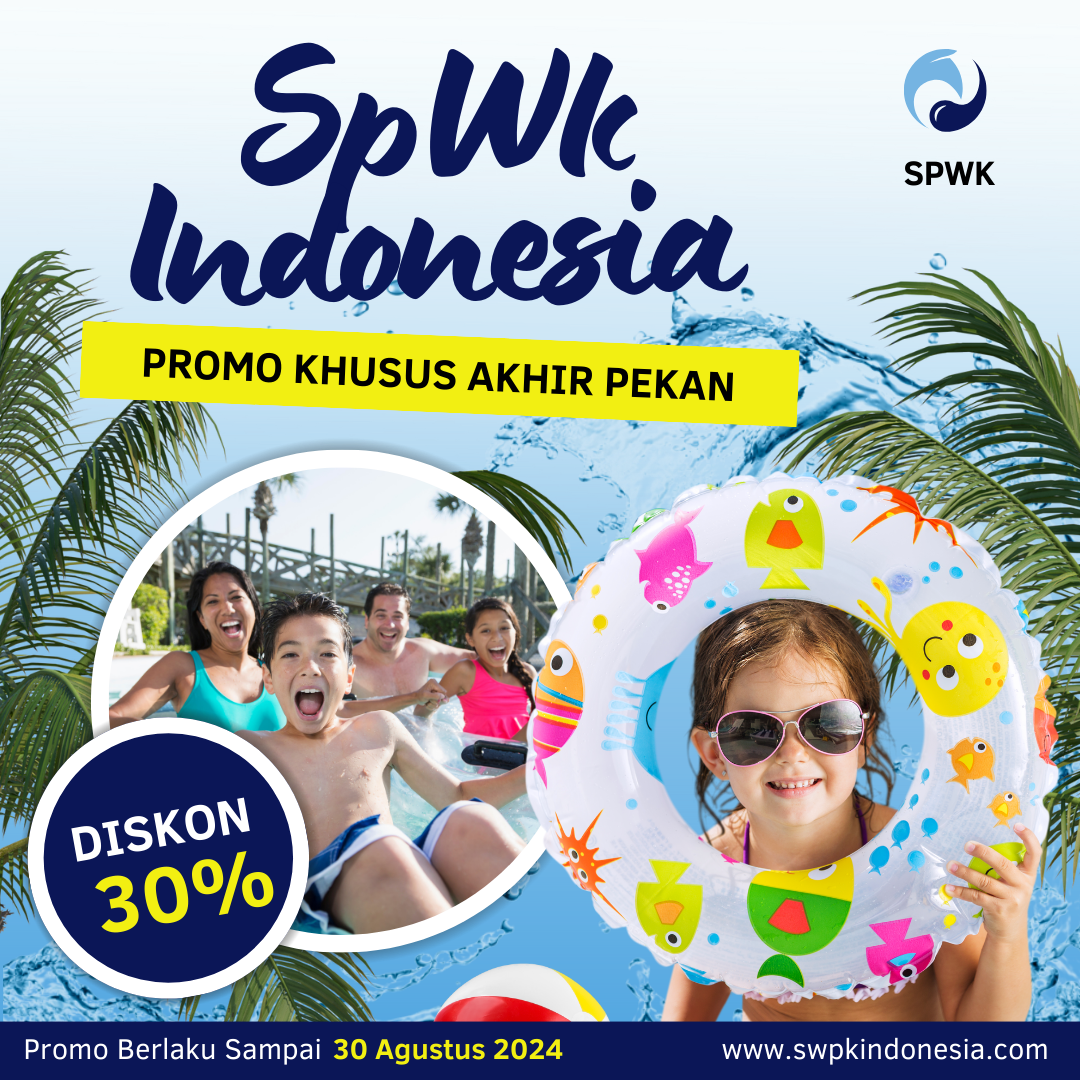 SpWk
Indonesia
SPWK
PROMO KHUSUS AKHIR PEKAN
DISKON
30%
Promo Berlaku Sampai 30 Agustus 2024
www.swpkindonesia.com